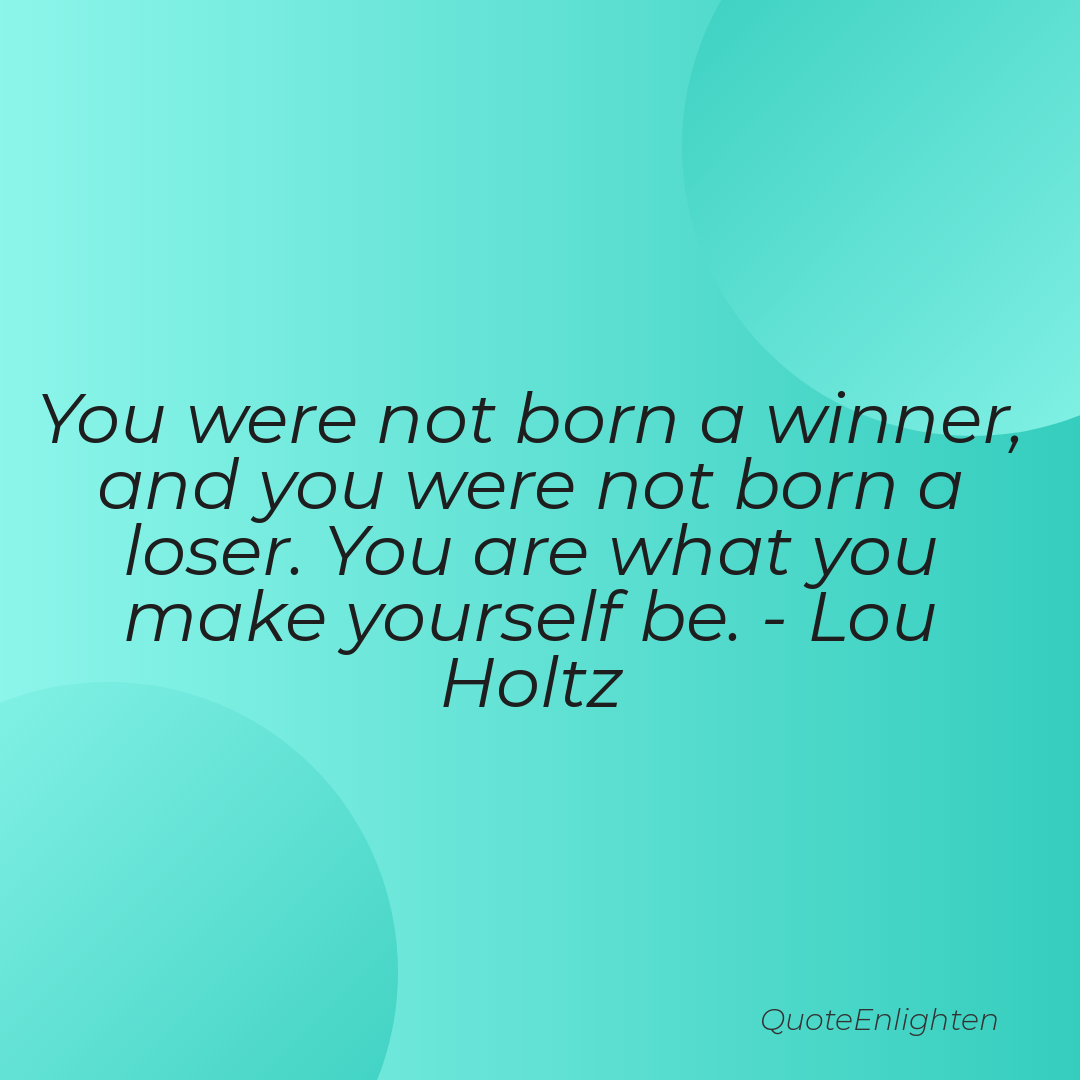 You were not born a winner,
and you were not born a
loser. You are what you
make yourself be. - Lou
Holtz
QuoteEnlighten